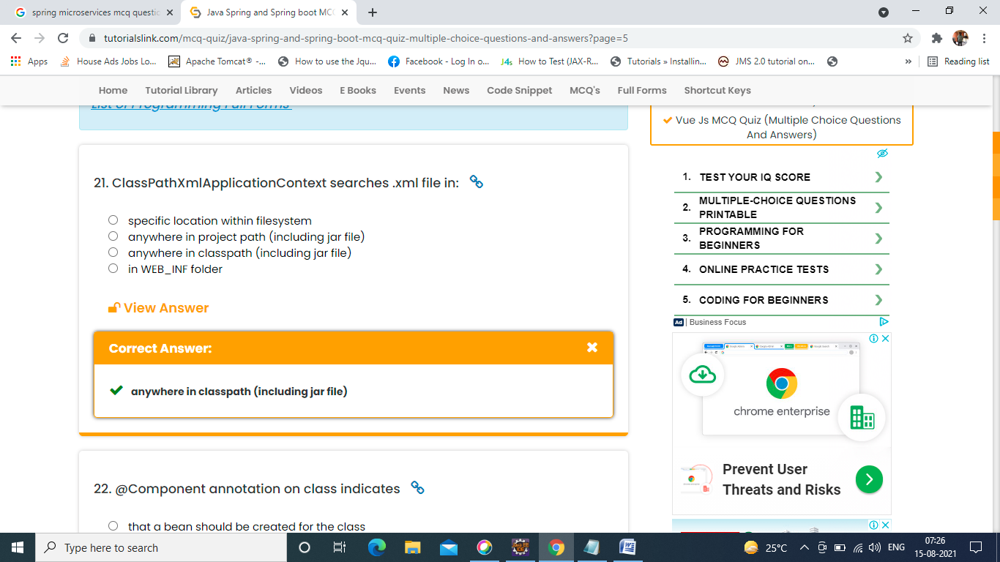 spring microservices mcq questic
Java Spring and Spring boot MC
tutorialslink.com/mcq-quiz/java-spring-and-spring-boot-mcq-quiz-multiple-choice-questions-and-answers?page=5
Apps
House Ads Jobs Lo...
Apache Tomcat® -...
How to use the Jqu...
Facebook - Log In o...
J4s How to Test (JAX-R...
Tutorials » Installin...
JMS 2.0 tutorial on...
»
Reading list
Home Tutorial Library Articles Videos E Books Events News Code Snippet MCQ's Full Forms Shortcut Keys
List of Programming Full Forms
Vue Js MCQ Quiz (Multiple Choice Questions
And Answers)
21. ClassPathXmlApplicationContext searches .xml file in:
specific location within filesystem
anywhere in project path (including jar file)
anywhere in classpath (including jar file)
in WEB_INF folder
View Answer
Correct Answer:
anywhere in classpath (including jar file)
22. @Component annotation on class indicates
that a bean should be created for the class
1. TEST YOUR IQ SCORE
2. MULTIPLE-CHOICE QUESTIONS
PRINTABLE
3. PROGRAMMING FOR
BEGINNERS
4. ONLINE PRACTICE TESTS
5. CODING FOR BEGINNERS
Ad | Business Focus
chrome enterprise
Prevent User
Threats and Risks
Type here to search
25°C
ENG
07:26
15-08-2021